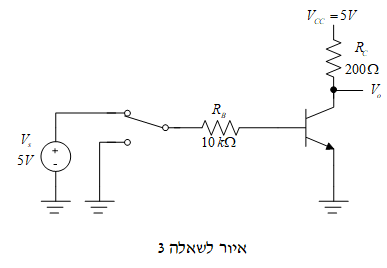 V_CC = 5V
R_C
200Ω
V_o
R_B
10 kΩ
V_s
5V
+
-
איור לשאלה 3